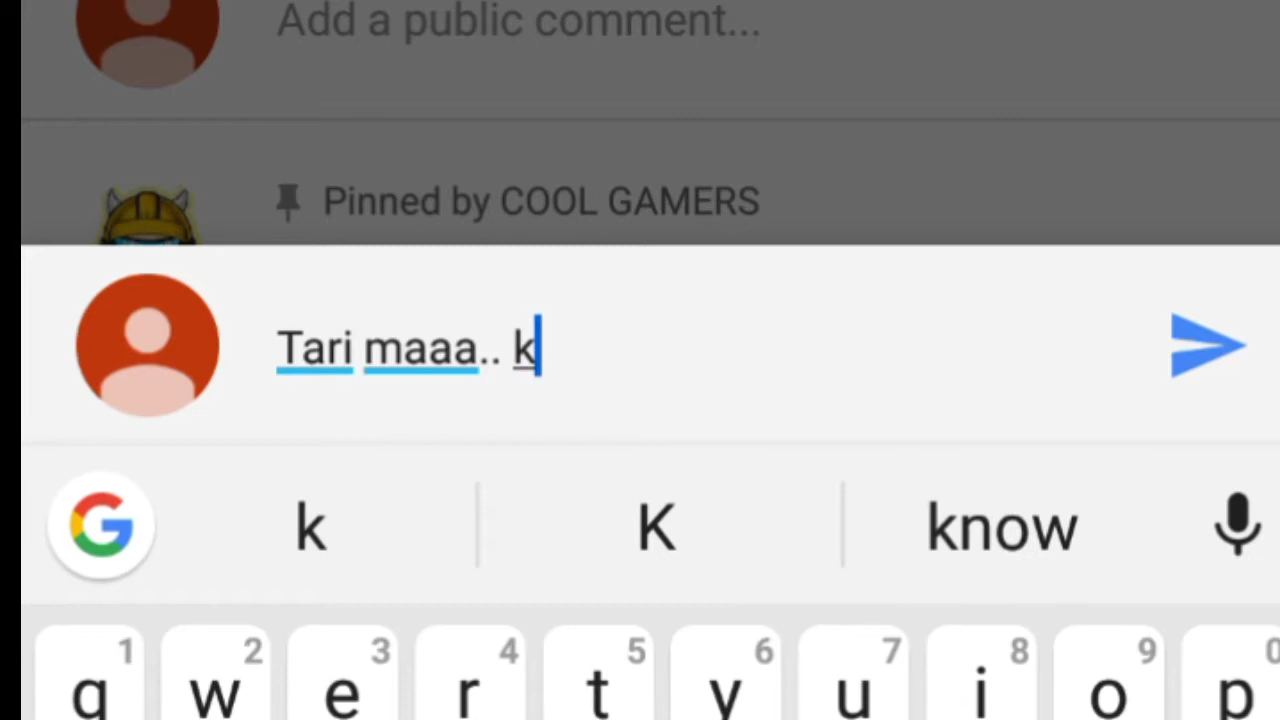 Add a public comment...
Pinned by COOL GAMERS
Tari maaa.. k
k K know
1 2 3 4 5 6 7 8 9 0
q w e r t y u i o p